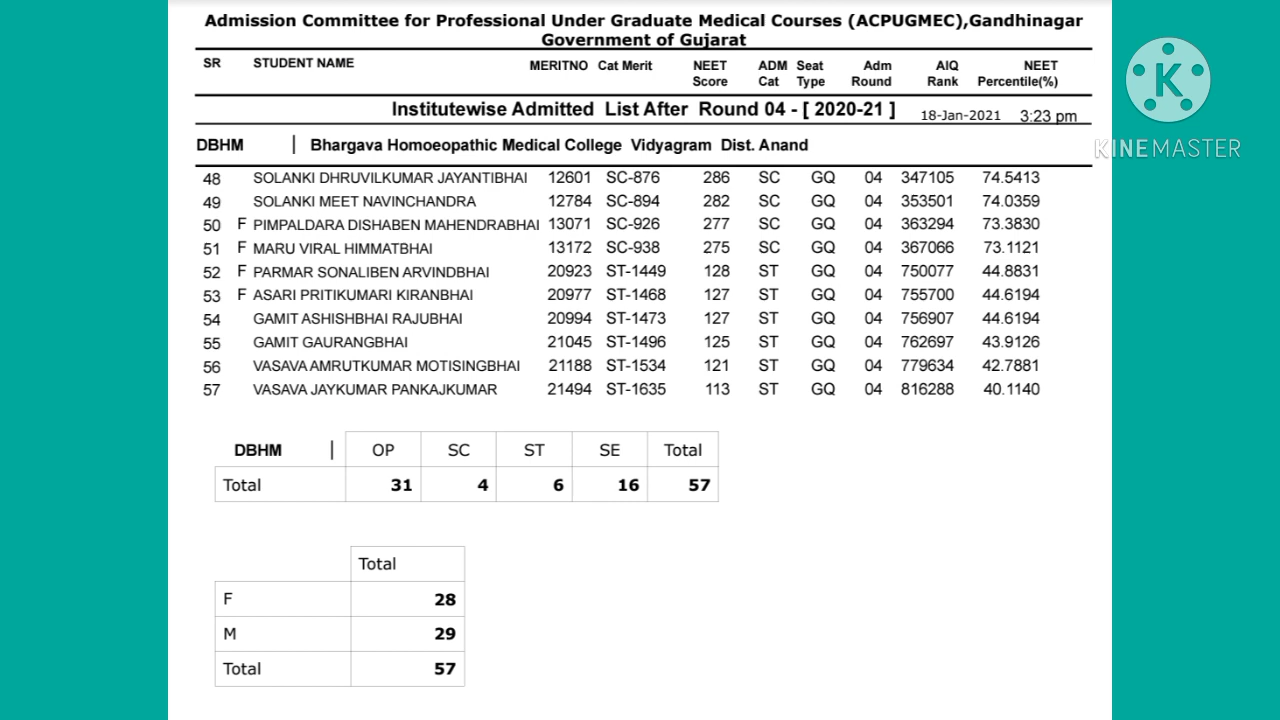 Admission Committee for Professional Under Graduate Medical Courses (ACPUGMEC),Gandhinagar
Government of Gujarat
SR STUDENT NAME MERITNO Cat Merit NEET Score ADM Cat Seat Type Adm Round AIQ Rank NEET Percentile(%)
Institutewise Admitted List After Round 04 - [ 2020-21 ] 18-Jan-2021 3:23 pm
DBHM | Bhargava Homoeopathic Medical College Vidyagram Dist. Anand
48 SOLANKI DHRUVILKUMAR JAYANTIBHAI 12601 SC-876 286 SC GQ 04 347105 74.5413
49 SOLANKI MEET NAVINCHANDRA 12784 SC-894 282 SC GQ 04 353501 74.0359
50 F PIMPALDARA DISHABEN MAHENDRABHAI 13071 SC-926 277 SC GQ 04 363294 73.3830
51 F MARU VIRAL HIMMATBHAI 13172 SC-938 275 SC GQ 04 367066 73.1121
52 F PARMAR SONALIBEN ARVINDBHAI 20923 ST-1449 128 ST GQ 04 750077 44.8831
53 F ASARI PRITIKUMARI KIRANBHAI 20977 ST-1468 127 ST GQ 04 755700 44.6194
54 GAMIT ASHISHBHAI RAJUBHAI 20994 ST-1473 127 ST GQ 04 756907 44.6194
55 GAMIT GAURANGBHAI 21045 ST-1496 125 ST GQ 04 762697 43.9126
56 VASAVA AMRUTKUMAR MOTISINGBHAI 21188 ST-1534 121 ST GQ 04 779634 42.7881
57 VASAVA JAYKUMAR PANKAJKUMAR 21494 ST-1635 113 ST GQ 04 816288 40.1140
DBHM | OP SC ST SE Total
Total 31 4 6 16 57
Total
F 28
M 29
Total 57
K
KINEMASTER